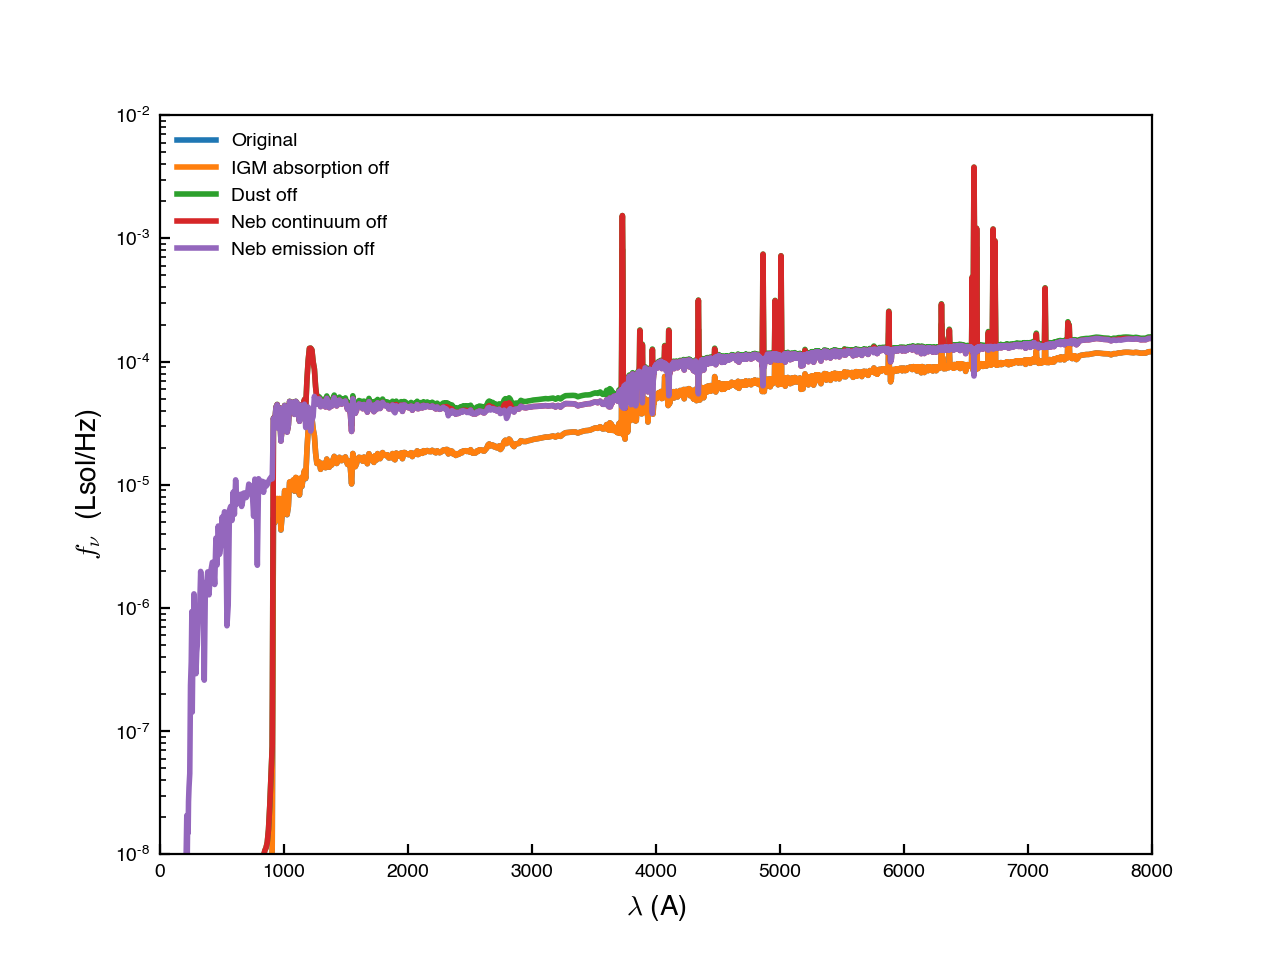 10^-2
10^-3
10^-4
10^-5
10^-6
10^-7
10^-8
f_ν (Lsol/Hz)
Original
IGM absorption off
Dust off
Neb continuum off
Neb emission off
0 1000 2000 3000 4000 5000 6000 7000 8000
λ (A)